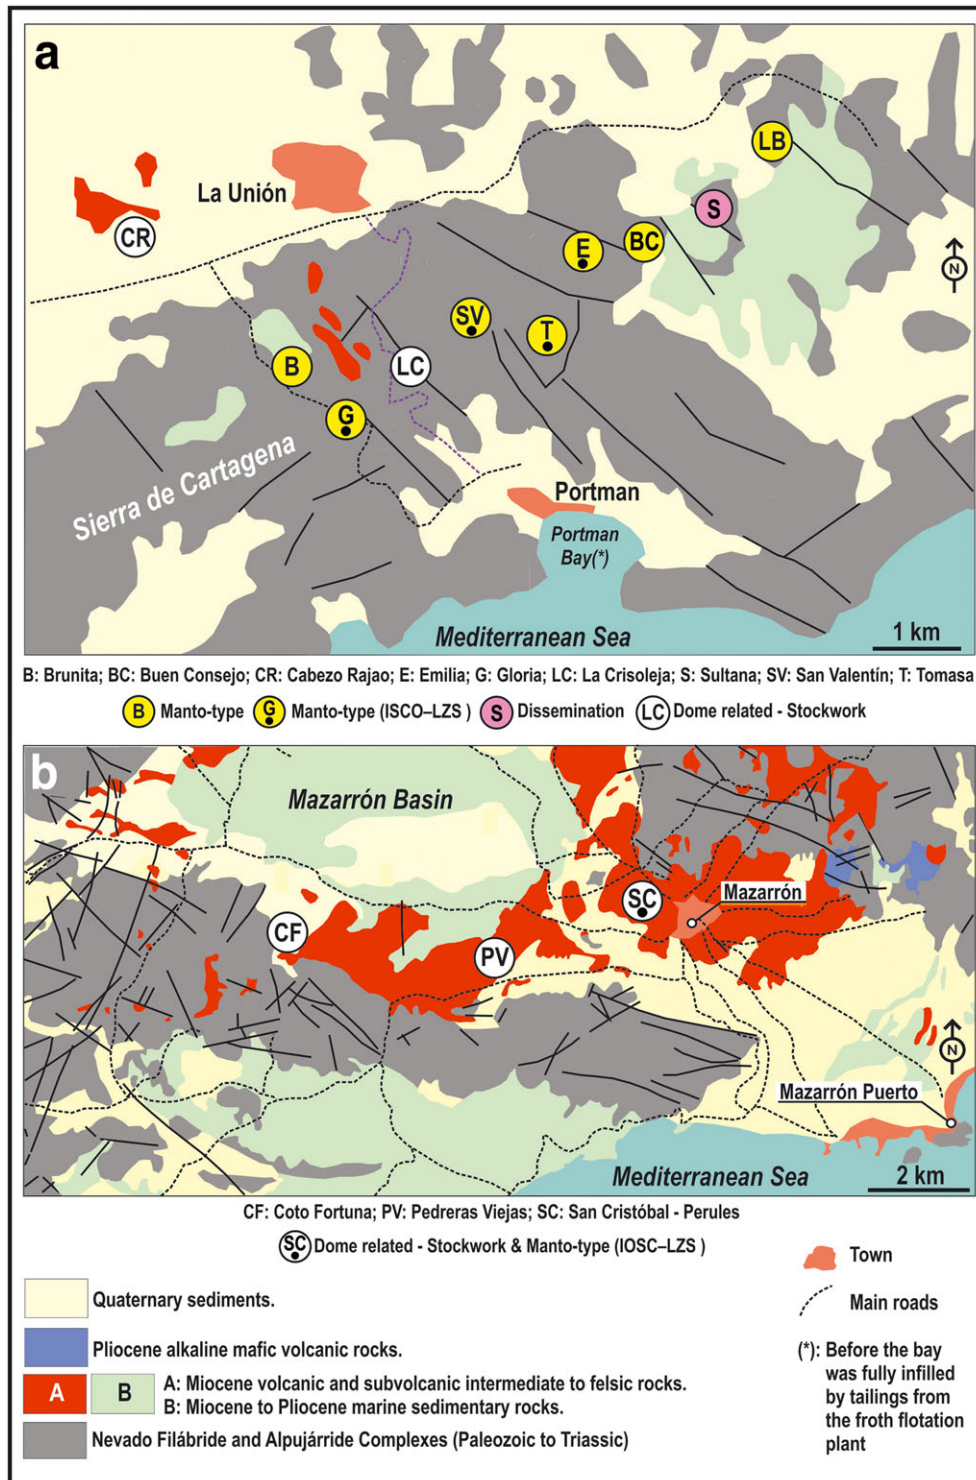 a
La Unión
CR
LB
S
BC
E
SV
T
B
LC
G
N
Sierra de Cartagena
Portman
Portman
Bay(*)
Mediterranean Sea
1 km
B: Brunita; BC: Buen Consejo; CR: Cabezo Rajao; E: Emilia; G: Gloria; LC: La Crisoleja; S: Sultana; SV: San Valentín; T: Tomasa
B Manto-type G Manto-type (ISCO–LZS ) S Dissemination LC Dome related - Stockwork
b
Mazarrón Basin
SC
Mazarrón
CF
PV
N
Mazarrón Puerto
Mediterranean Sea
2 km
CF: Coto Fortuna; PV: Pedreras Viejas; SC: San Cristóbal - Perules
SC Dome related - Stockwork & Manto-type (IOSC–LZS )
Quaternary sediments.
Pliocene alkaline mafic volcanic rocks.
A B A: Miocene volcanic and subvolcanic intermediate to felsic rocks.
B: Miocene to Pliocene marine sedimentary rocks.
Nevado Filábride and Alpujárride Complexes (Paleozoic to Triassic)
Town
Main roads
(*): Before the bay
was fully infilled
by tailings from
the froth flotation
plant